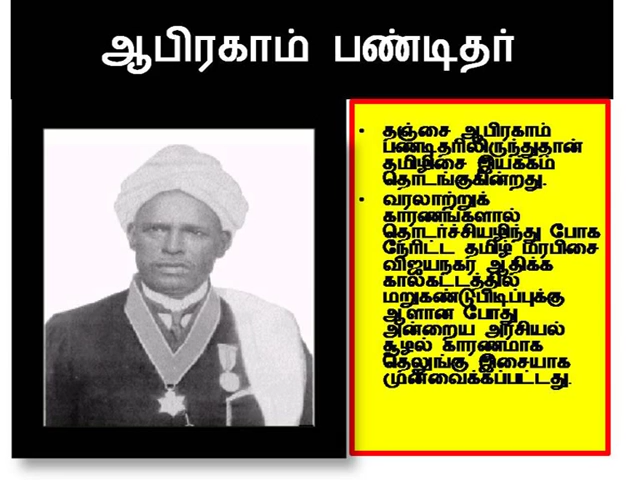 ஆபிரகாம் பண்டிதர்
• தஞ்சை ஆபிரகாம்
பண்டிதரிலிருந்துதான்
தமிழிசை இயக்கம்
தொடங்குகின்றது.
• வரலாற்றுக்
காரணங்களால்
தொடர்ச்சியழிந்து போக
நேரிட்ட தமிழ் மரபிசை
விஜயநகர ஆதிக்க
காலகட்டத்தில்
மறுகண்டுபிடிப்புக்கு
ஆளான போது
அன்றைய அரசியல்
சூழல் காரணமாக
தெலுங்கு இசையாக
முன்வைக்கப்பட்டது.